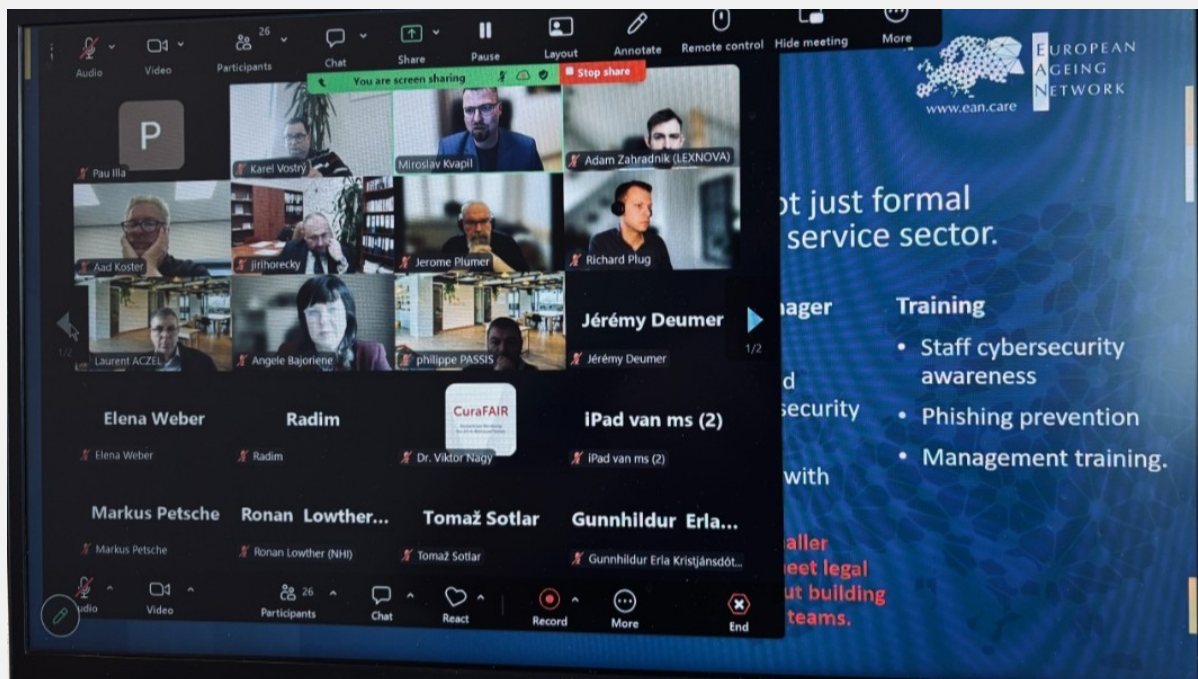 26
Audio
Video
Participants
Chat
Share
Pause
Layout
Annotate
Remote control
Hide meeting
More
You are screen sharing
Stop share
P
Pau Illa
Karel Vostrý
Miroslav Kvapil
Adam Zahradnik (LEXNOVA)
Aad Koster
jirihorecky
Jerome Plumer
Richard Plug
Laurent ACZEL
Angele Bajoriene
philippe PASSIS
Jérémy Deumer
Jérémy Deumer
1/2
1/2
Elena Weber
Radim
CuraFAIR
iPad van ms (2)
Elena Weber
Radim
Dr. Viktor Nagy
iPad van ms (2)
Markus Petsche
Ronan Lowther...
Tomaž Sotlar
Gunnhildur Erla...
Markus Petsche
Ronan Lowther (NHI)
Tomaž Sotlar
Gunnhildur Erla Kristjánsdót...
udio
Video
26
Participants
Chat
React
Record
More
End
www.ean.care
EUROPEAN
AGEING
NETWORK
ot just formal
service sector.
ager
d
security
with
aller
eet legal
ut building
teams.
Training
• Staff cybersecurity
awareness
• Phishing prevention
• Management training.